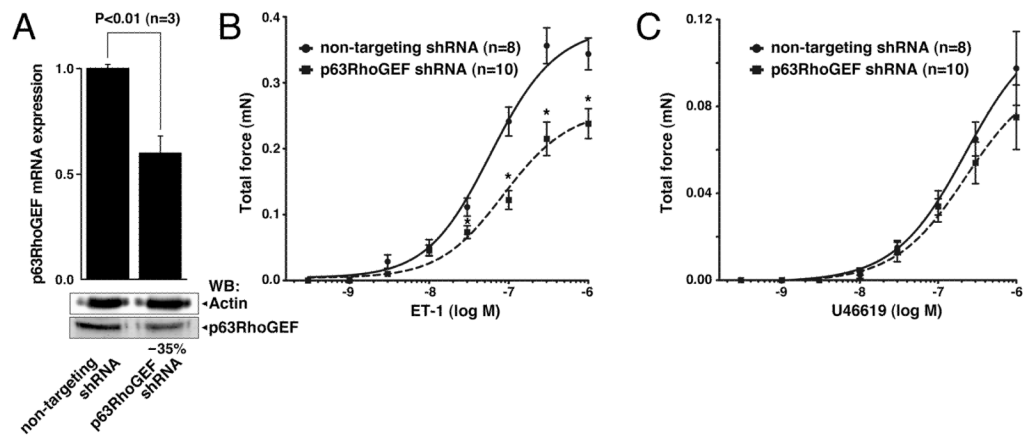 A
P<0.01 (n=3)
p63RhoGEF mRNA expression
1.0
0.5
0.0
WB:
Actin
p63RhoGEF
−35%
non-targeting
shRNA
p63RhoGEF
shRNA
B
non-targeting shRNA (n=8)
p63RhoGEF shRNA (n=10)
Total force (mN)
0.4
0.3
0.2
0.1
0.0
* * * *
-9 -8 -7 -6
ET-1 (log M)
C
non-targeting shRNA (n=8)
p63RhoGEF shRNA (n=10)
Total force (mN)
0.12
0.08
0.04
0.00
-9 -8 -7 -6
U46619 (log M)